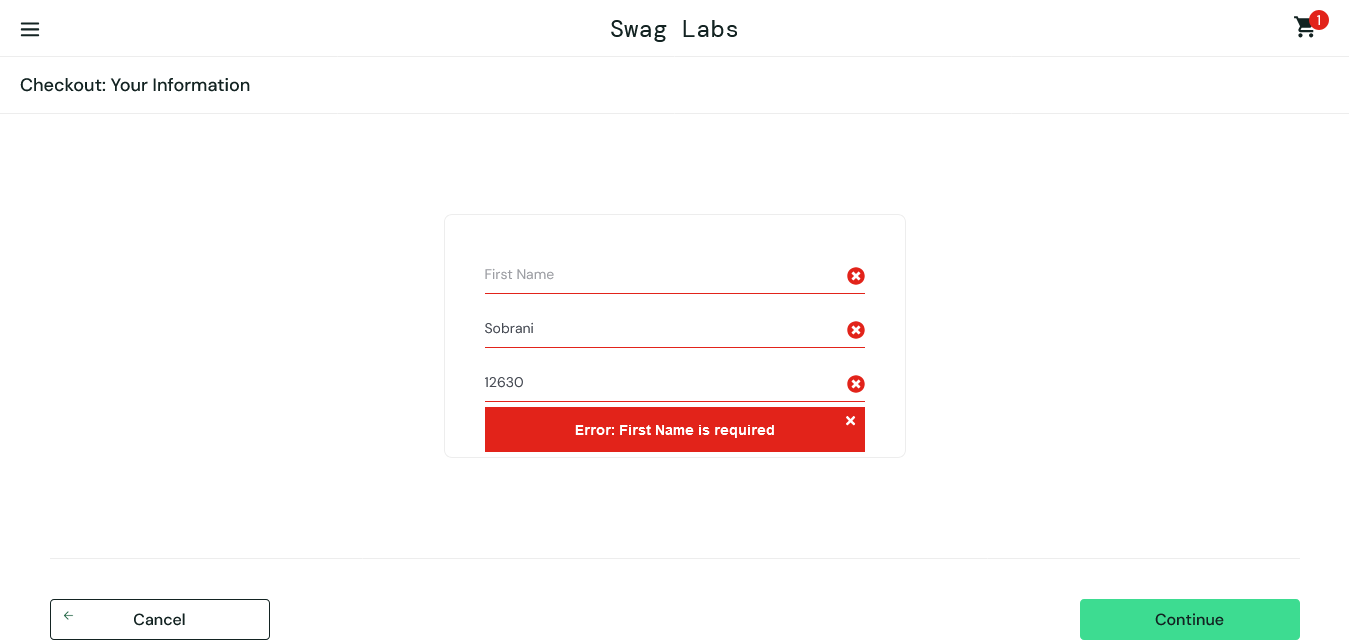 Swag Labs
1
Checkout: Your Information
First Name
Sobrani
12630
Error: First Name is required
Cancel
Continue